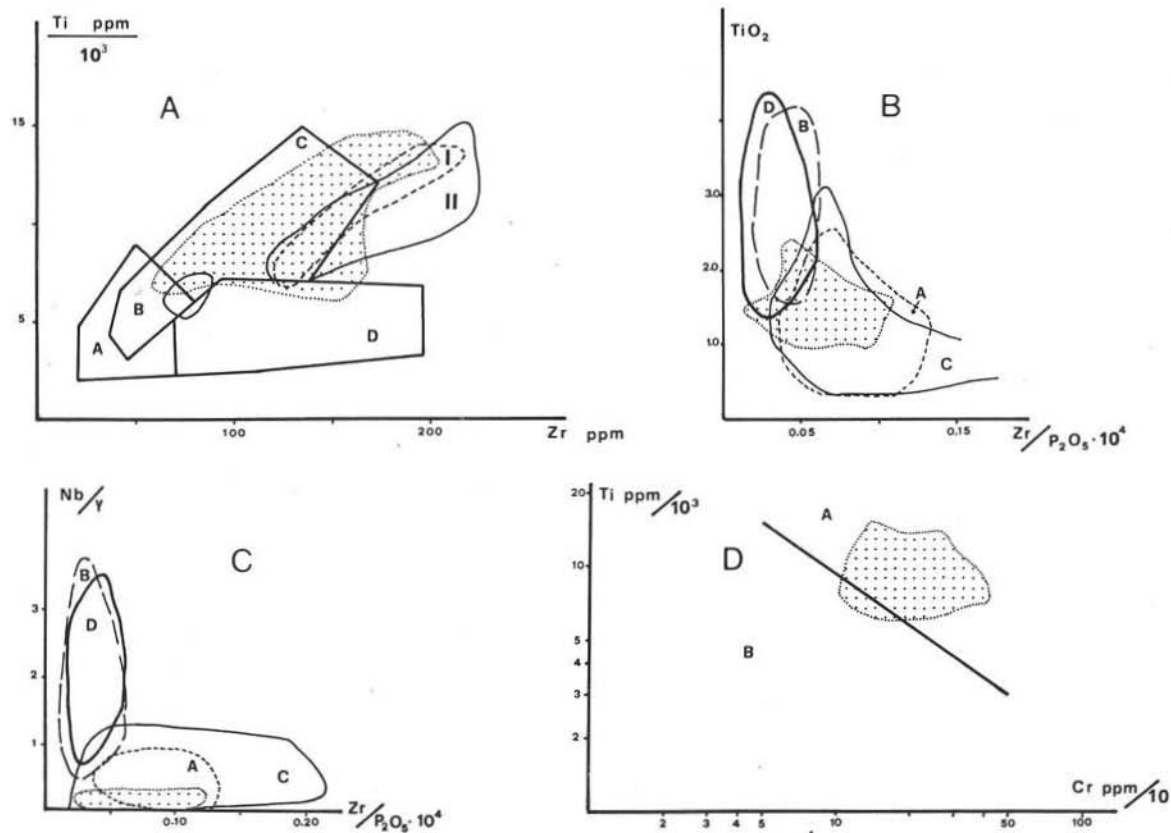 Ti ppm
10³
A
15
C
I
II
B
5
A
D
100
200
Zr ppm
TiO₂
B
D
B
3.0
2.0
A
1.0
C
0.05
0.15
Zr/P₂O₅·10⁴
Nb/Y
C
B
3
D
2
1
A
C
0.10
0.20
Zr/P₂O₅·10⁴
20
Ti ppm/10³
A
D
10
5
B
4
3
2
Cr ppm/10
2
3
4
5
10
50
100